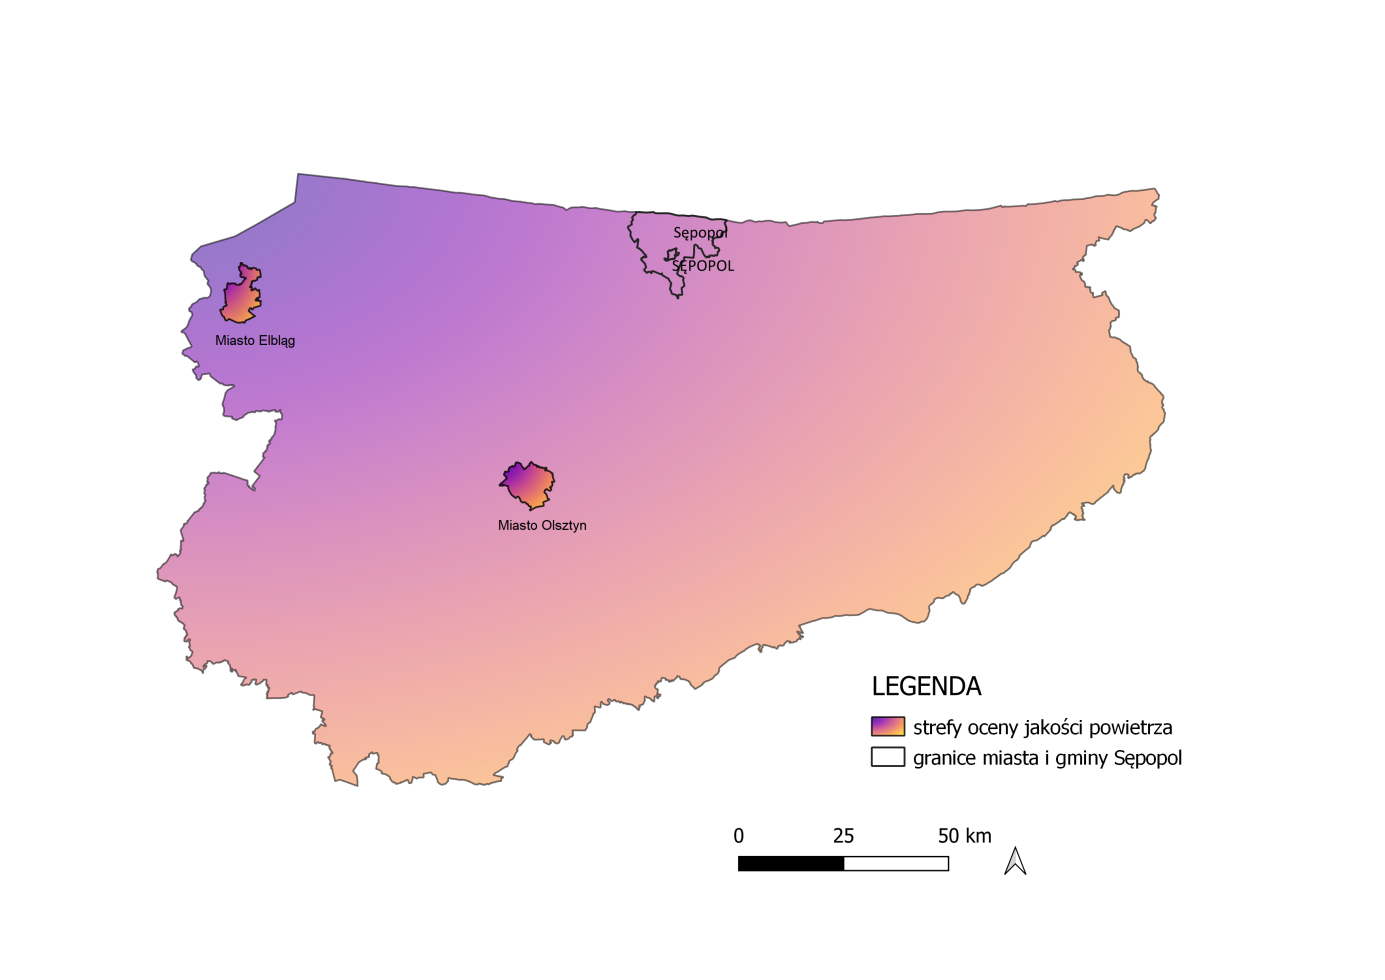 Sępopol
SĘPOPOL
Miasto Elbląg
Miasto Olsztyn
LEGENDA
strefy oceny jakości powietrza
granice miasta i gminy Sępopol
0 25 50 km